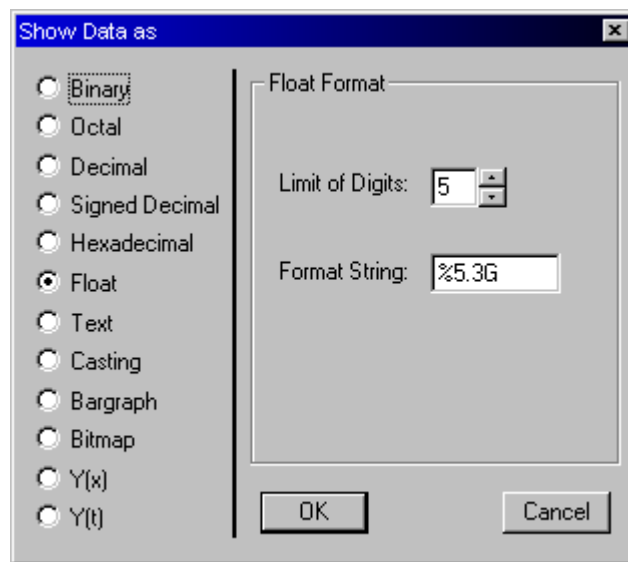 Show Data as
Binary
Octal
Decimal
Signed Decimal
Hexadecimal
Float
Text
Casting
Bargraph
Bitmap
Y(x)
Y(t)
Float Format
Limit of Digits: 5
Format String: %5.3G
OK Cancel